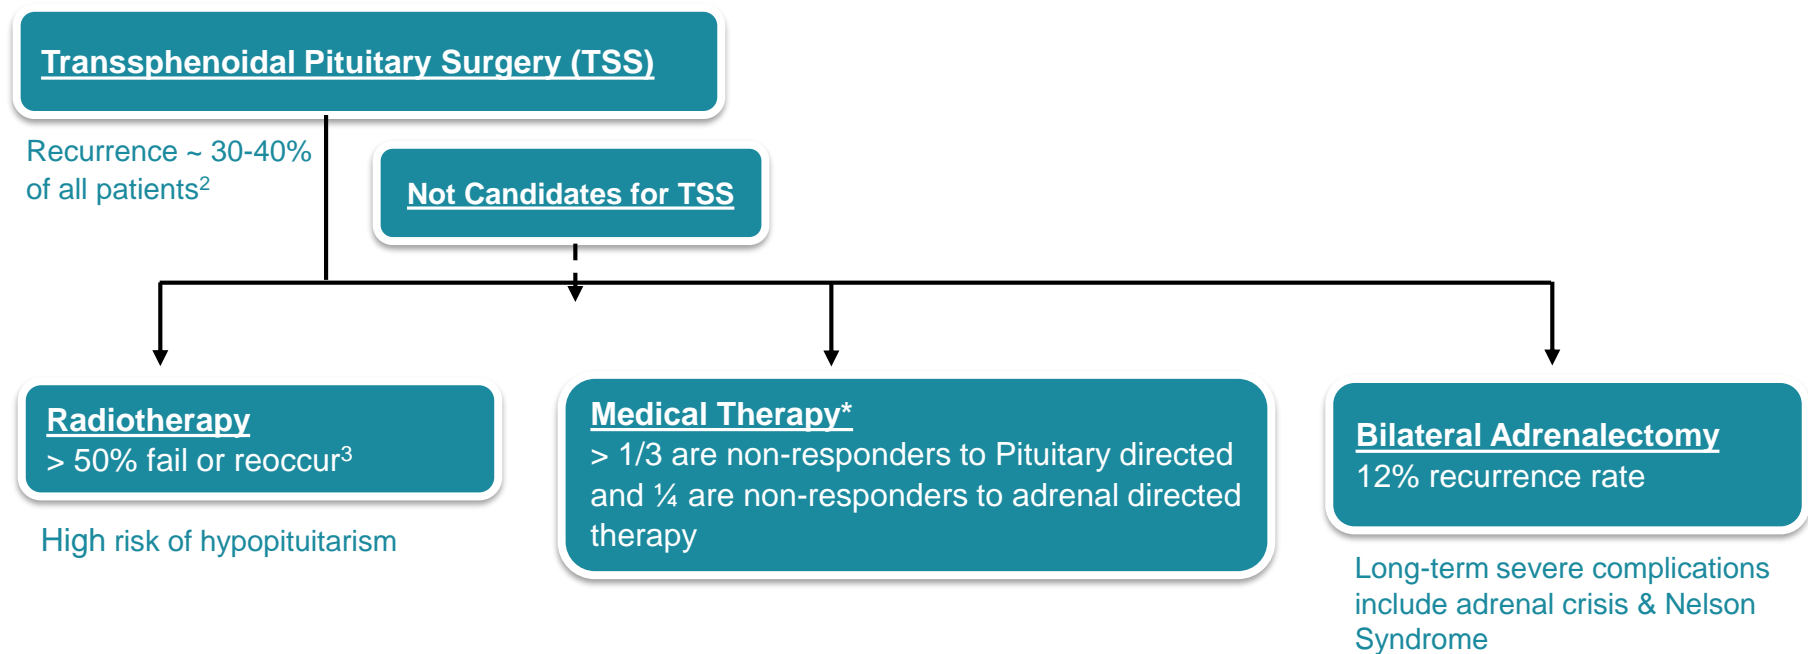 Transsphenoidal Pituitary Surgery (TSS)
Recurrence ~ 30-40%
of all patients²
Not Candidates for TSS
Radiotherapy
> 50% fail or reoccur³
High risk of hypopituitarism
Medical Therapy*
> 1/3 are non-responders to Pituitary directed
and ¼ are non-responders to adrenal directed
therapy
Bilateral Adrenalectomy
12% recurrence rate
Long-term severe complications
include adrenal crisis & Nelson
Syndrome